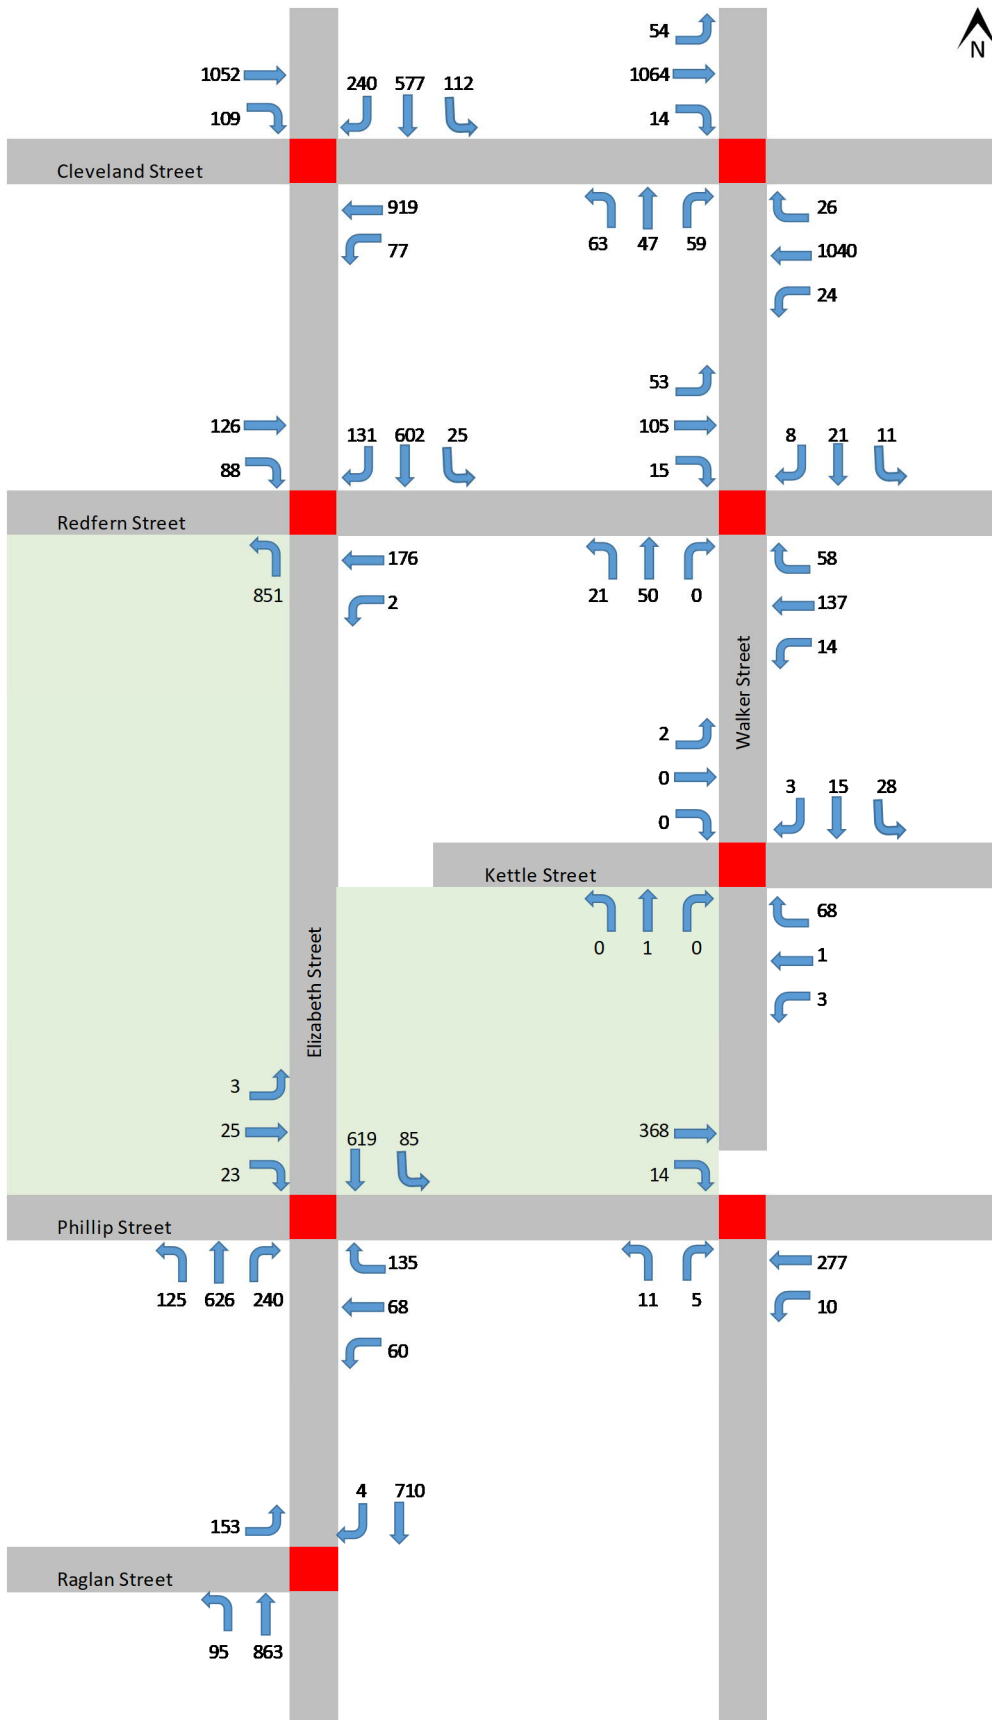 54
N
1052
1064
240 577 112
109
14
Cleveland Street
919
26
77
63 47 59
1040
24
53
126
105
131 602 25
8 21 11
88
15
Redfern Street
176
58
851
2
21 50 0
137
14
Walker Street
2
0
3 15 28
0
Kettle Street
68
0 1 0
1
Elizabeth Street
3
3
25
619 85
368
23
14
Phillip Street
135
277
125 626 240
68
11 5
10
60
4 710
153
Raglan Street
95 863